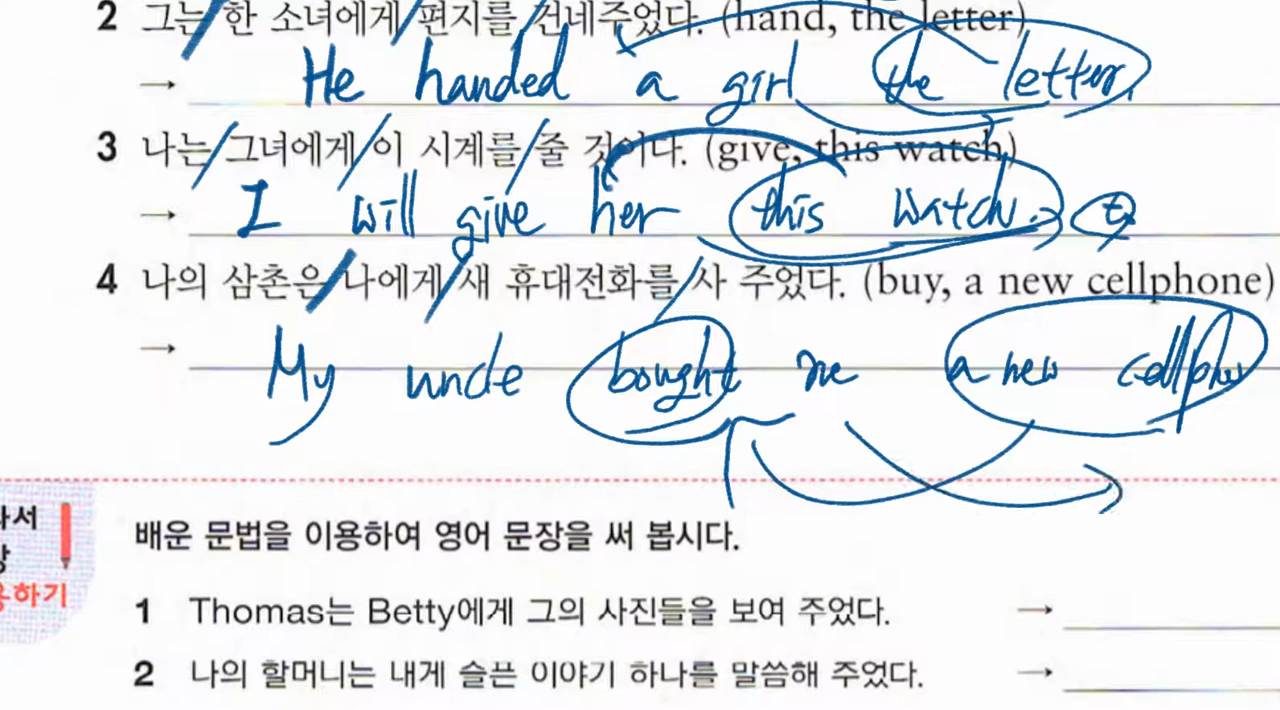 2 그는 한 소녀에게 편지를 건네주었다. (hand, the letter)
→ He handed a girl the letter.
3 나는 그녀에게 이 시계를 줄 것이다. (give, this watch)
→ I will give her this watch.
4 나의 삼촌은 나에게 새 휴대전화를 사 주었다. (buy, a new cellphone)
→ My uncle bought me a new
배운 문법을 이용하여 영어 문장을 써 봅시다.
하기
1 Thomas는 Betty에게 그의 사진들을 보여 주었다. →
2 나의 할머니는 내게 슬픈 이야기 하나를 말씀해 주었다. →